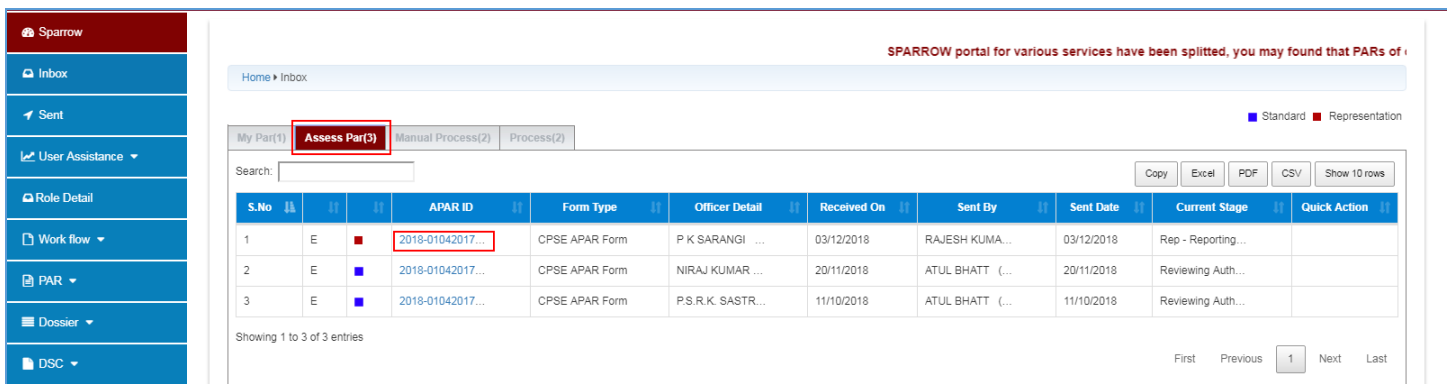 Sparrow
Inbox
Sent
User Assistance
Role Detail
Work flow
PAR
Dossier
DSC
SPARROW portal for various services have been splitted, you may found that PARs of
Home Inbox
Standard Representation
My Par(1) Assess Par(3) Manual Process(2) Process(2)
Search: Copy Excel PDF CSV Show 10 rows
S.No APAR ID Form Type Officer Detail Received On Sent By Sent Date Current Stage Quick Action
1 E 2018-01042017... CPSE APAR Form P K SARANGI ... 03/12/2018 RAJESH KUMA... 03/12/2018 Rep - Reporting...
2 E 2018-01042017... CPSE APAR Form NIRAJ KUMAR ... 20/11/2018 ATUL BHATT (... 20/11/2018 Reviewing Auth...
3 E 2018-01042017... CPSE APAR Form P.S.R.K. SASTR... 11/10/2018 ATUL BHATT (... 11/10/2018 Reviewing Auth...
Showing 1 to 3 of 3 entries
First Previous 1 Next Last